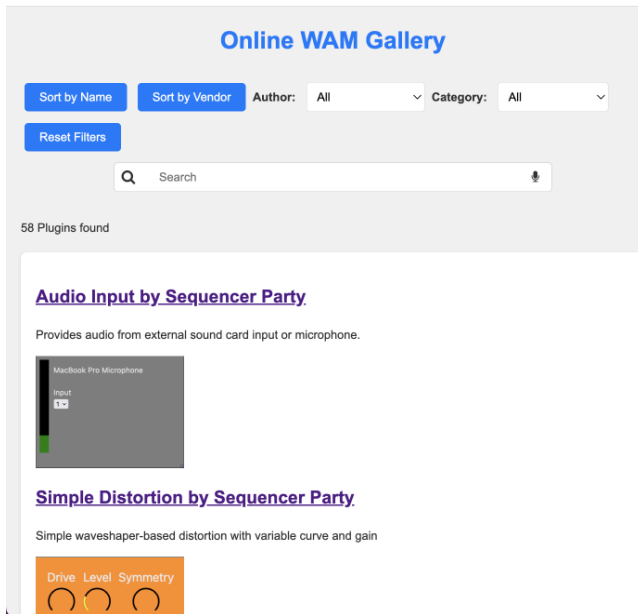 Online WAM Gallery
Sort by Name Sort by Vendor Author: All Category: All
Reset Filters
Search
58 Plugins found
Audio Input by Sequencer Party
Provides audio from external sound card input or microphone.
MacBook Pro Microphone
Input
1
Simple Distortion by Sequencer Party
Simple waveshaper-based distortion with variable curve and gain
Drive Level Symmetry